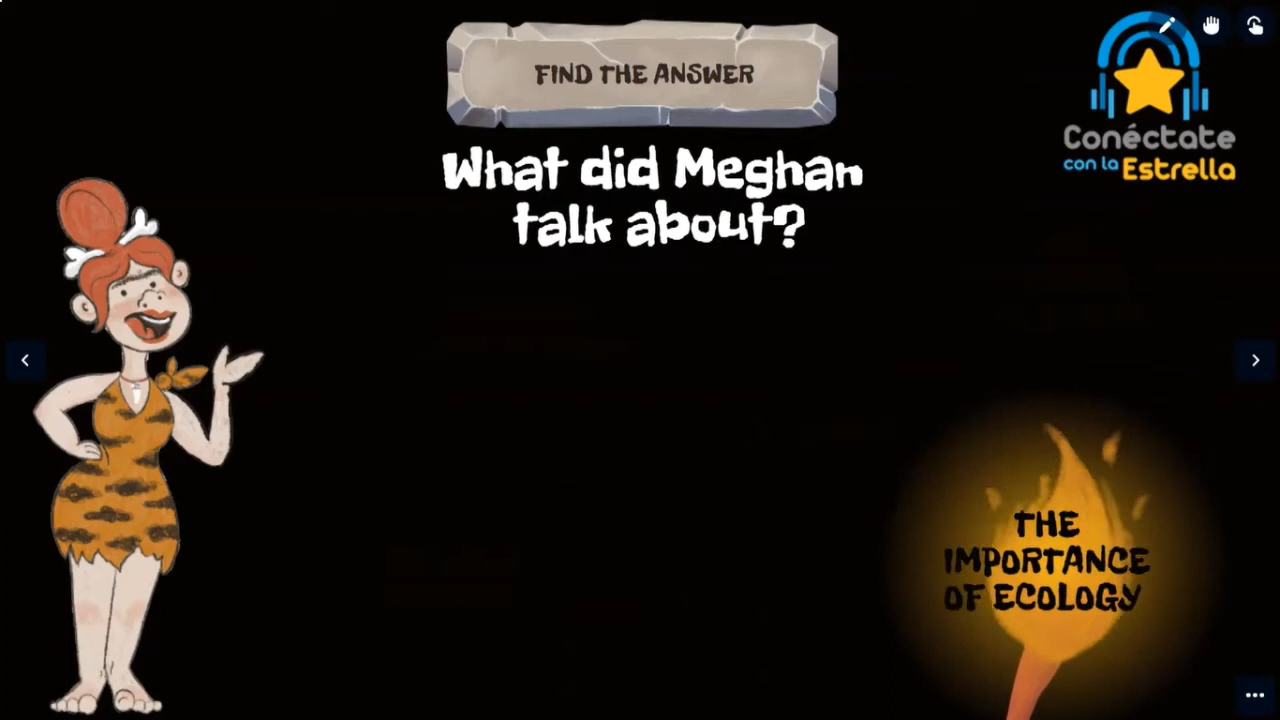 FIND THE ANSWER
What did Meghan
talk about?
Conéctate
con la Estrella
THE
IMPORTANCE
OF ECOLOGY